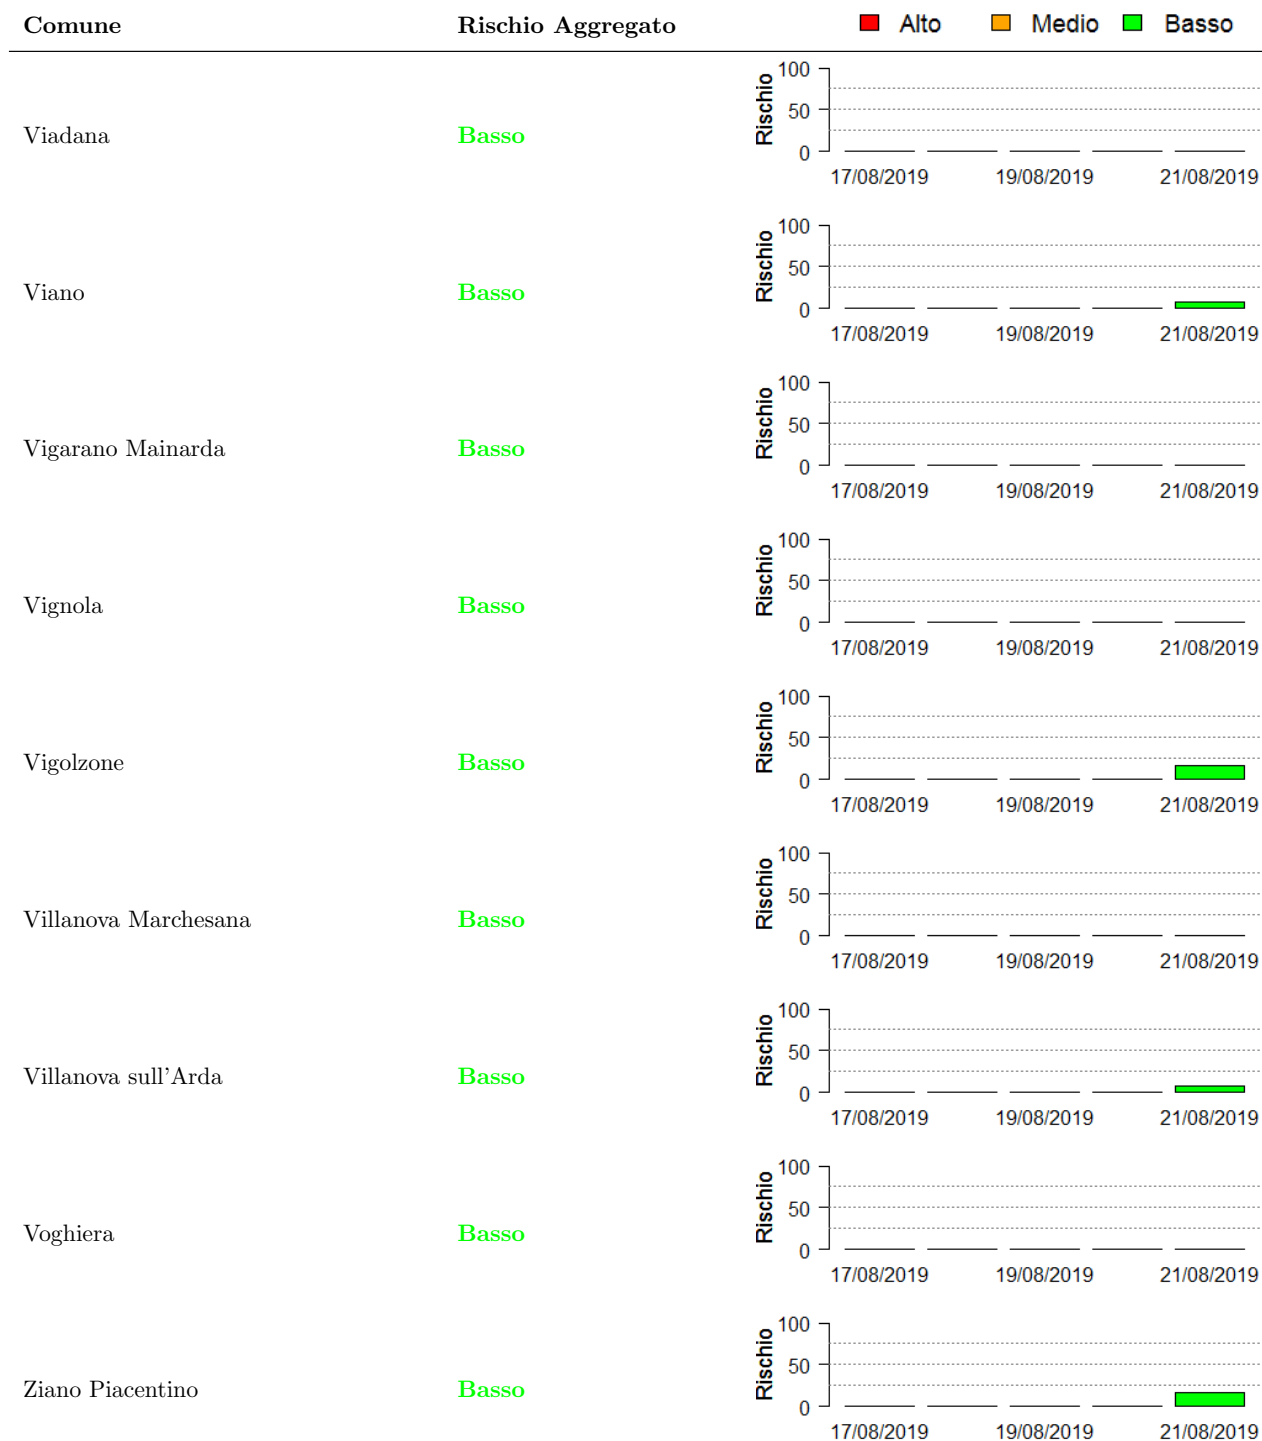 Comune Rischio Aggregato Alto Medio Basso
100
50
0
Rischio
Viadana Basso
17/08/2019 19/08/2019 21/08/2019
100
50
0
Rischio
Viano Basso
17/08/2019 19/08/2019 21/08/2019
100
50
0
Rischio
Vigarano Mainarda Basso
17/08/2019 19/08/2019 21/08/2019
100
50
0
Rischio
Vignola Basso
17/08/2019 19/08/2019 21/08/2019
100
50
0
Rischio
Vigolzone Basso
17/08/2019 19/08/2019 21/08/2019
100
50
0
Rischio
Villanova Marchesana Basso
17/08/2019 19/08/2019 21/08/2019
100
50
0
Rischio
Villanova sull'Arda Basso
17/08/2019 19/08/2019 21/08/2019
100
50
0
Rischio
Voghiera Basso
17/08/2019 19/08/2019 21/08/2019
100
50
0
Rischio
Ziano Piacentino Basso
17/08/2019 19/08/2019 21/08/2019